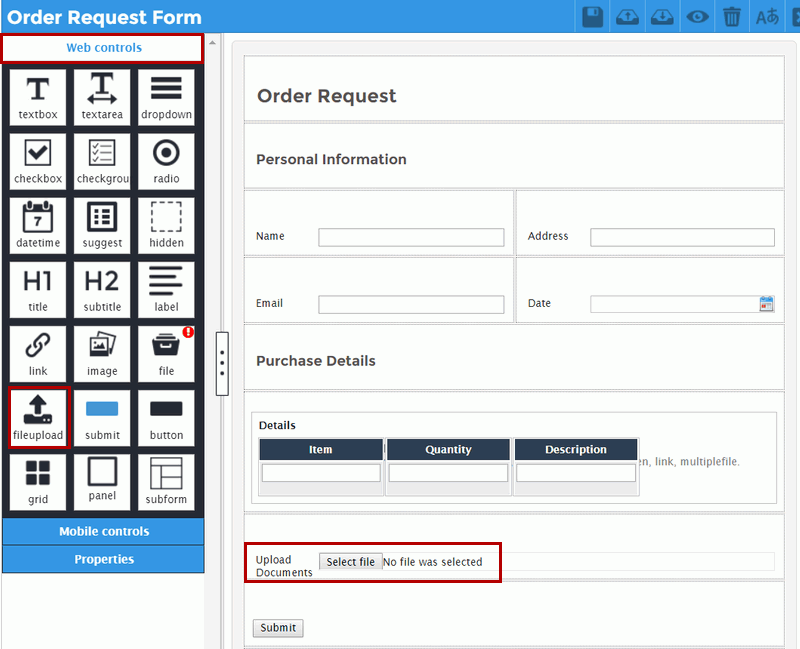 Order Request Form
Aあ
Web controls
textbox
textarea
dropdown
checkbox
checkgrou
radio
7
datetime
suggest
hidden
H1
title
H2
subtitle
label
link
image
file
fileupload
submit
button
grid
panel
subform
Mobile controls
Properties
Order Request
Personal Information
Name
Address
Email
Date
Purchase Details
Details
Item Quantity Description
en, link, multiplefile.
Upload
Documents
Select file No file was selected
Submit